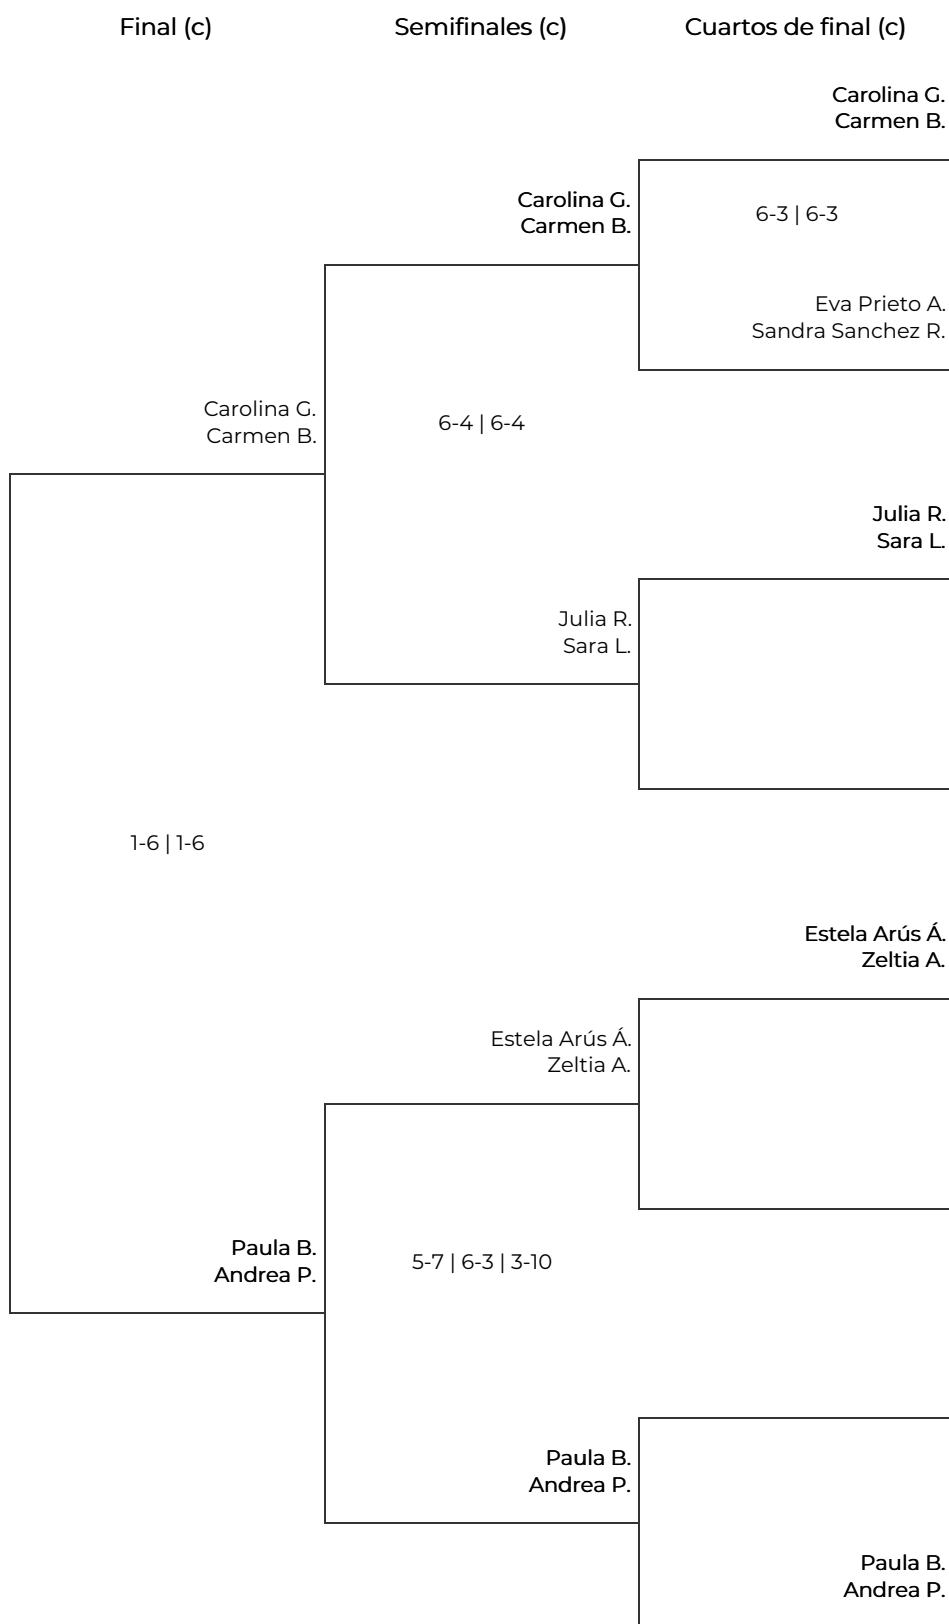 Final (c)
Semifinales (c)
Cuartos de final (c)
Carolina G.
Carmen B.
Carolina G.
Carmen B.
6-3 | 6-3
Eva Prieto A.
Sandra Sanchez R.
Carolina G.
Carmen B.
6-4 | 6-4
Julia R.
Sara L.
Julia R.
Sara L.
1-6 | 1-6
Estela Arús Á.
Zeltia A.
Estela Arús Á.
Zeltia A.
Paula B.
Andrea P.
5-7 | 6-3 | 3-10
Paula B.
Andrea P.
Paula B.
Andrea P.